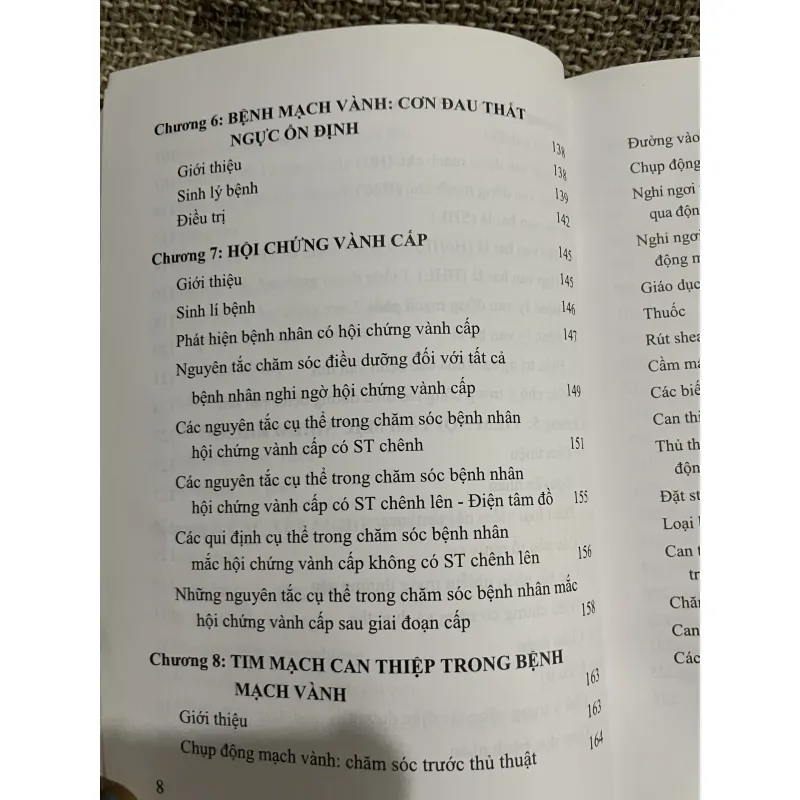 Chương 6: BỆNH MẠCH VÀNH: CƠN ĐAU THẮT
NGỰC ỔN ĐỊNH 138
Giới thiệu 138
Sinh lý bệnh 139
Điều trị 142
Chương 7: HỘI CHỨNG VÀNH CẤP 145
Giới thiệu 145
Sinh lí bệnh 146
Phát hiện bệnh nhân có hội chứng vành cấp 147
Nguyên tắc chăm sóc điều dưỡng đối với tất cả
bệnh nhân nghi ngờ hội chứng vành cấp 149
Các nguyên tắc cụ thể trong chăm sóc bệnh nhân
hội chứng vành cấp có ST chênh 151
Các nguyên tắc cụ thể trong chăm sóc bệnh nhân
hội chứng vành cấp có ST chênh lên - Điện tâm đồ 155
Các qui định cụ thể trong chăm sóc bệnh nhân
mắc hội chứng vành cấp không có ST chênh lên 156
Những nguyên tắc cụ thể trong chăm sóc bệnh nhân mắc
hội chứng vành cấp sau giai đoạn cấp 158
Chương 8: TIM MẠCH CAN THIỆP TRONG BỆNH
MẠCH VÀNH 163
Giới thiệu 163
Chụp động mạch vành: chăm sóc trước thủ thuật 164
8
Đường vào
Chụp động
Nghỉ ngơi
qua độn
Nghỉ ngơi
động m
Giáo dục
Thuốc
Rút shea
Cầm má
Các biế
Can thi
Thủ th
độn
Đặt st
Loại
Can t
tr
Chăn
Can
Các